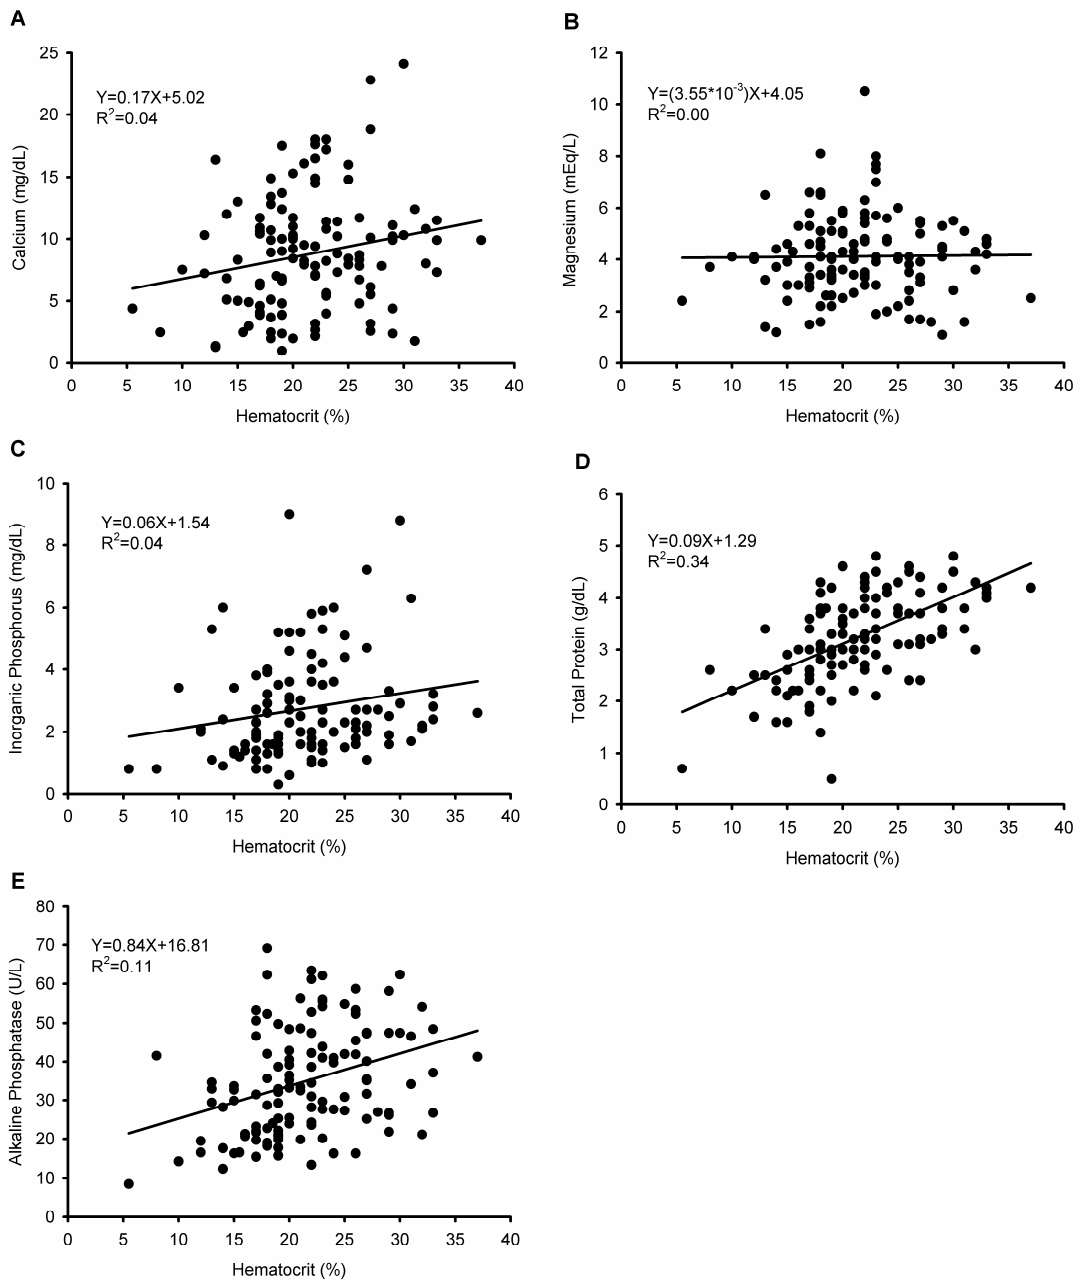 A
25
20
15
10
5
0
Calcium (mg/dL)
Y=0.17X+5.02
R²=0.04
0 5 10 15 20 25 30 35 40
Hematocrit (%)
B
12
10
8
6
4
2
0
Magnesium (mEq/L)
Y=(3.55*10⁻³)X+4.05
R²=0.00
0 5 10 15 20 25 30 35 40
Hematocrit (%)
C
10
8
6
4
2
0
Inorganic Phosphorus (mg/dL)
Y=0.06X+1.54
R²=0.04
0 5 10 15 20 25 30 35 40
Hematocrit (%)
D
6
5
4
3
2
1
0
Total Protein (g/dL)
Y=0.09X+1.29
R²=0.34
0 5 10 15 20 25 30 35 40
Hematocrit (%)
E
80
70
60
50
40
30
20
10
0
Alkaline Phosphatase (U/L)
Y=0.84X+16.81
R²=0.11
0 5 10 15 20 25 30 35 40
Hematocrit (%)